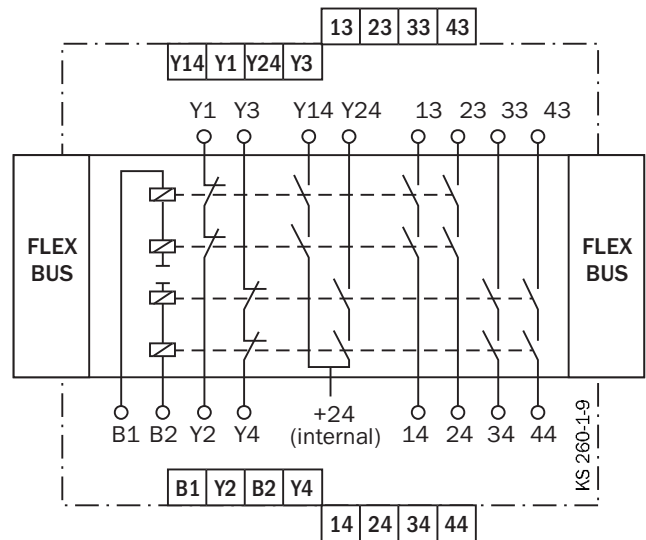 13 23 33 43
Y14 Y1 Y24 Y3
Y1 Y3 Y14 Y24 13 23 33 43
FLEX
BUS
FLEX
BUS
B1 B2 Y2 Y4 +24 14 24 34 44
(internal)
KS 260-1-9
B1 Y2 B2 Y4
14 24 34 44